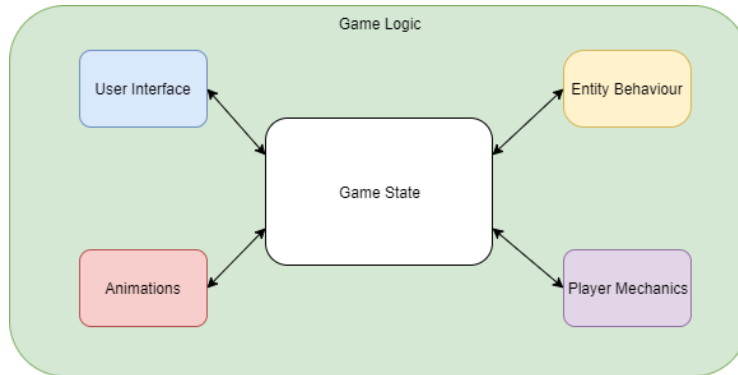 Game Logic
User Interface
Entity Behaviour
Game State
Animations
Player Mechanics